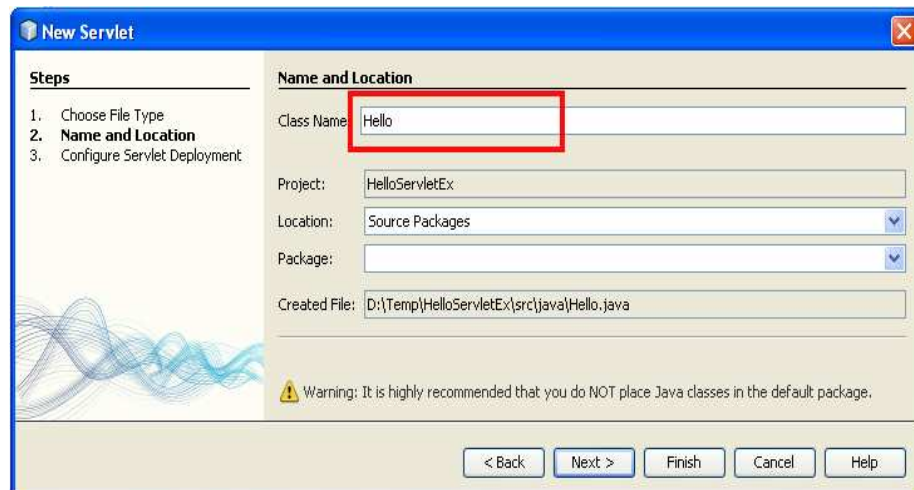 New Servlet
Steps
1. Choose File Type
2. Name and Location
3. Configure Servlet Deployment
Name and Location
Class Name Hello
Project: HelloServletEx
Location: Source Packages
Package:
Created File: D:\Temp\HelloServletEx\src\java\Hello.java
Warning: It is highly recommended that you do NOT place Java classes in the default package.
< Back Next > Finish Cancel Help